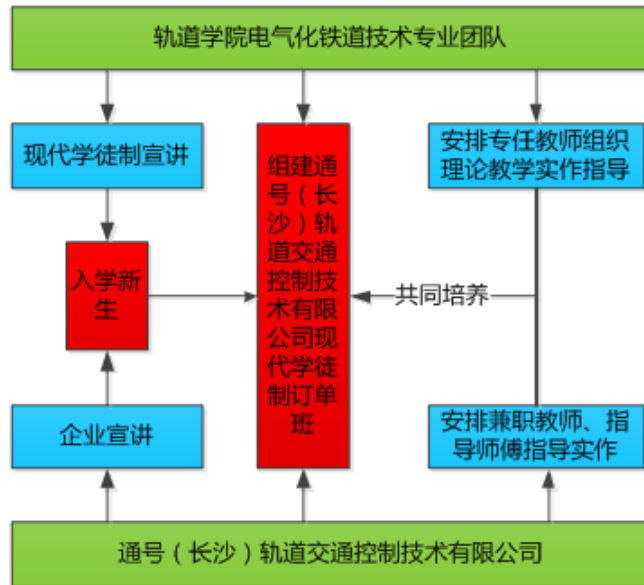 轨道学院电气化铁道技术专业团队
现代学徒制宣讲
组建通
号（长
沙）轨
道交通
控制技
术有限
公司现
代学徒
制订单
班
安排专任教师组织
理论教学实作指导
入学新
生
共同培养
企业宣讲
安排兼职教师、指
导师傅指导实作
通号（长沙）轨道交通控制技术有限公司